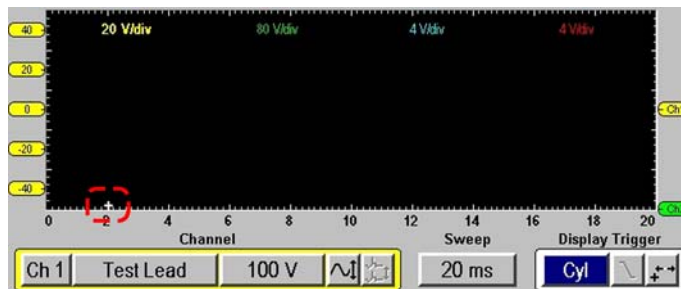 40 20 V/div 80 V/div 4 V/div 4 V/div
20
0 Ch
-20
-40
Ch
0 2 4 6 8 10 12 14 16 18 20
Channel Sweep Display Trigger
Ch 1 Test Lead 100 V 20 ms Cyl